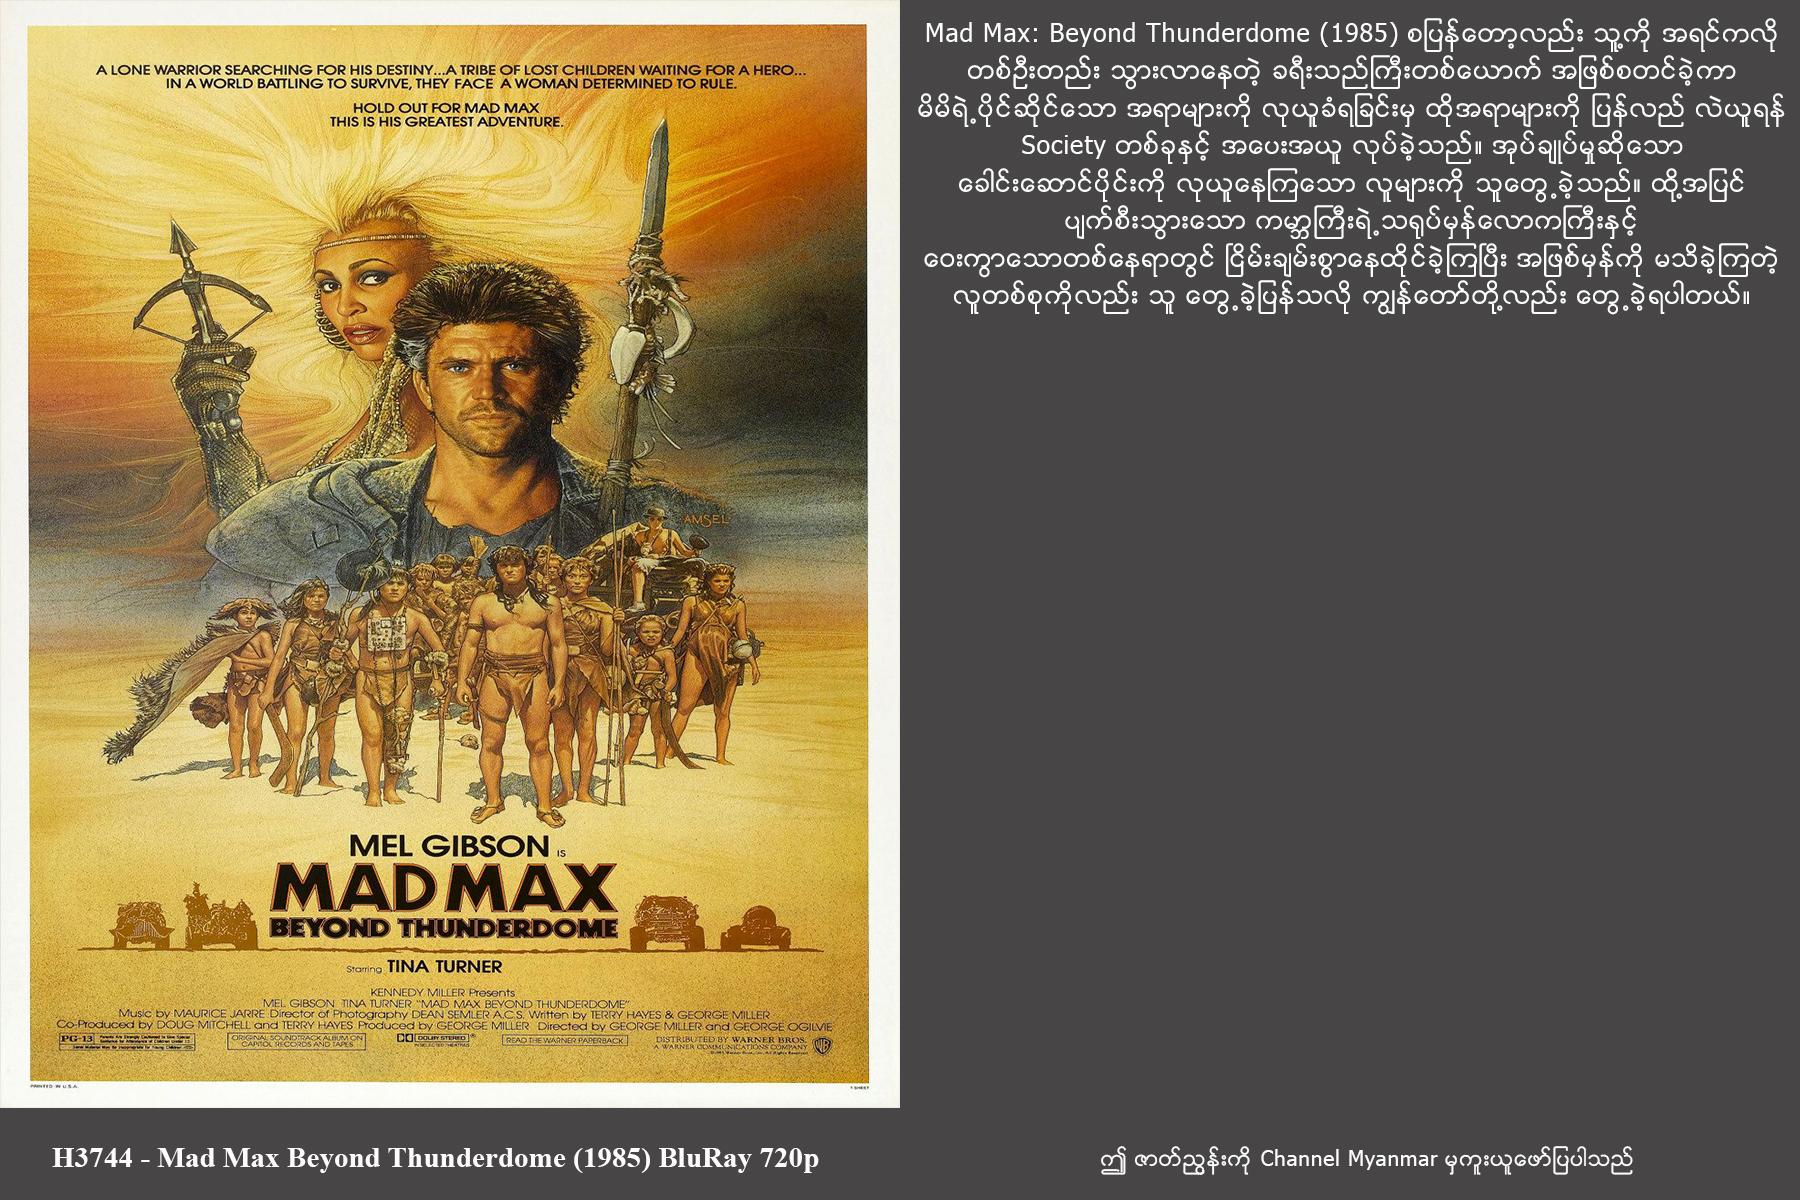 A LONE WARRIOR SEARCHING FOR HIS DESTINY...A TRIBE OF LOST CHILDREN WAITING FOR A HERO...
IN A WORLD BATTLING TO SURVIVE, THEY FACE A WOMAN DETERMINED TO RULE.
HOLD OUT FOR MAD MAX
THIS IS HIS GREATEST ADVENTURE.
AMSEL
MEL GIBSON IS
MAD MAX
BEYOND THUNDERDOME
Starring TINA TURNER
KENNEDY MILLER Presents
MEL GIBSON TINA TURNER "MAD MAX BEYOND THUNDERDOME"
Music by MAURICE JARRE Director of Photography DEAN SEMLER A.C.S. Written by TERRY HAYES & GEORGE MILLER
Co-Produced by DOUG MITCHELL and TERRY HAYES Produced by GEORGE MILLER Directed by GEORGE MILLER and GEORGE OGILVIE
PG-13
ORIGINAL SOUNDTRACK ALBUM ON
CAPITOL RECORDS AND TAPES
DOLBY STEREO
IN SELECTED THEATRES
READ THE WARNER PAPERBACK
DISTRIBUTED BY WARNER BROS.
A WARNER COMMUNICATIONS COMPANY
PRINTED IN U.S.A.
1 SHEET
H3744 - Mad Max Beyond Thunderdome (1985) BluRay 720p
Mad Max: Beyond Thunderdome (1985) စပြန်တော့လည်း သူ့ကို အရင်ကလို
တစ်ဦးတည်း သွားလာနေတဲ့ ခရီးသည်ကြီးတစ်ယောက် အဖြစ်စတင်ခဲ့ကာ
မိမိရဲ့ပိုင်ဆိုင်သော အရာများကို လုယူခံရခြင်းမှ ထိုအရာများကို ပြန်လည် လဲယူရန်
Society တစ်ခုနှင့် အပေးအယူ လုပ်ခဲ့သည်။ အုပ်ချုပ်မှုဆိုသော
ခေါင်းဆောင်ပိုင်းကို လုယူနေကြသော လူများကို သူတွေ့ခဲ့သည်။ ထို့အပြင်
ပျက်စီးသွားသော ကမ္ဘာကြီးရဲ့သရုပ်မှန်လောကကြီးနှင့်
ဝေးကွာသောတစ်နေရာတွင် ငြိမ်းချမ်းစွာနေထိုင်ခဲ့ကြပြီး အဖြစ်မှန်ကို မသိခဲ့ကြတဲ့
လူတစ်စုကိုလည်း သူ တွေ့ခဲ့ပြန်သလို ကျွန်တော်တို့လည်း တွေ့ခဲ့ရပါတယ်။
ဤ ဇာတ်ညွှန်းကို Channel Myanmar မှကူးယူဖော်ပြပါသည်